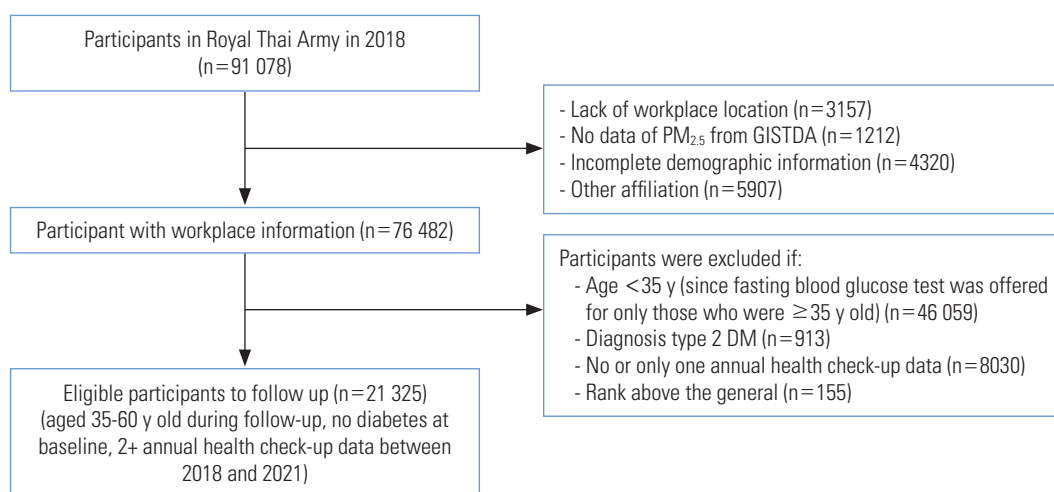 Participants in Royal Thai Army in 2018
(n=91 078)
- Lack of workplace location (n=3157)
- No data of PM2.5 from GISTDA (n=1212)
- Incomplete demographic information (n=4320)
- Other affiliation (n=5907)
Participant with workplace information (n=76 482)
Participants were excluded if:
- Age <35 y (since fasting blood glucose test was offered
for only those who were ≥35 y old) (n=46 059)
- Diagnosis type 2 DM (n=913)
- No or only one annual health check-up data (n=8030)
- Rank above the general (n=155)
Eligible participants to follow up (n=21 325)
(aged 35-60 y old during follow-up, no diabetes at
baseline, 2+ annual health check-up data between
2018 and 2021)